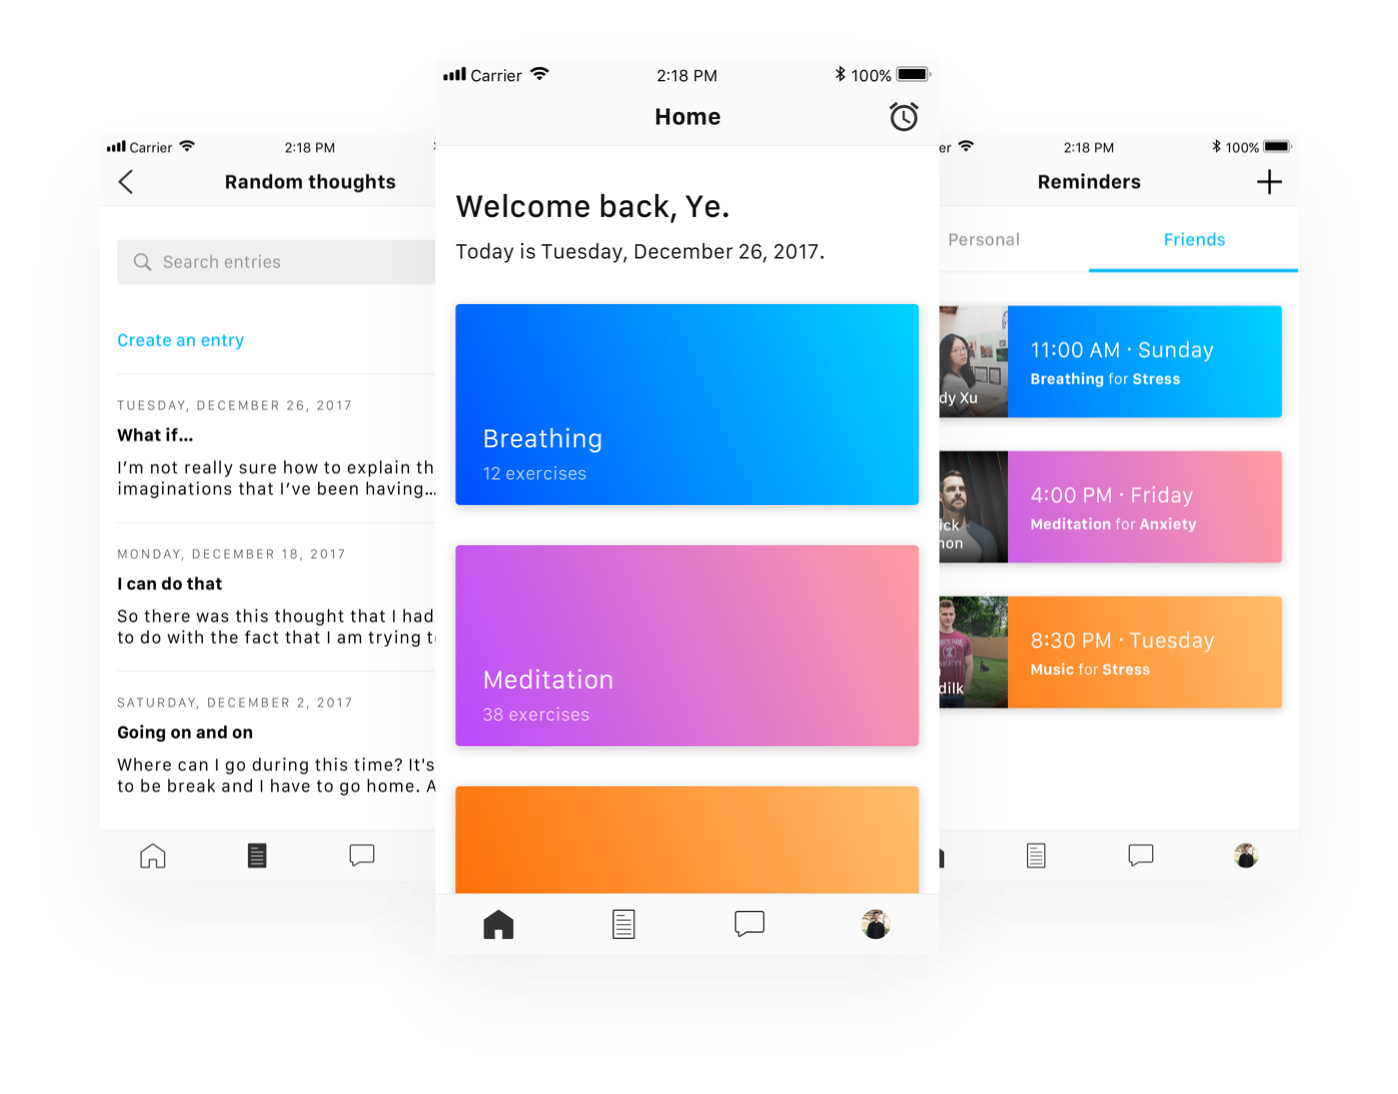 Carrier
2:18 PM
Random thoughts
Search entries
Create an entry
TUESDAY, DECEMBER 26, 2017
What if...
I’m not really sure how to explain th
imaginations that I’ve been having...
MONDAY, DECEMBER 18, 2017
I can do that
So there was this thought that I had
to do with the fact that I am trying
SATURDAY, DECEMBER 2, 2017
Going on and on
Where can I go during this time? It's
to be break and I have to go home. A
Carrier
2:18 PM
100%
Home
Welcome back, Ye.
Today is Tuesday, December 26, 2017.
Breathing
12 exercises
Meditation
38 exercises
er
2:18 PM
100%
Reminders
Personal
Friends
dy Xu
11:00 AM · Sunday
Breathing for Stress
ick
non
4:00 PM · Friday
Meditation for Anxiety
dilk
8:30 PM · Tuesday
Music for Stress